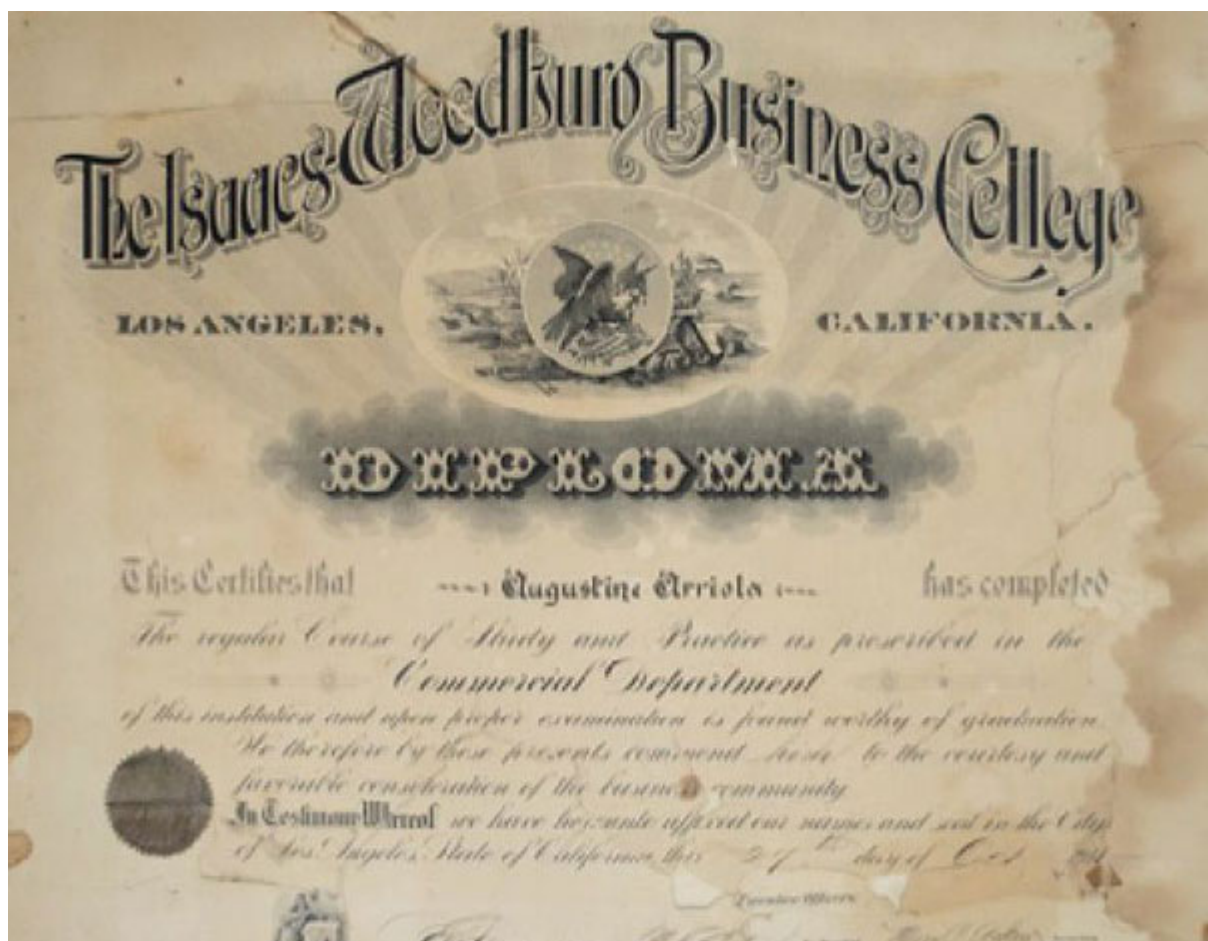 The Isaacs-Woodbury Business College
LOS ANGELES, CALIFORNIA.
DIPLOMA
This Certifies that Augustine Arriola has completed
The regular Course of Study and Practice as prescribed in the
Commercial Department
of this institution and upon proper examination is found worthy of graduation.
We therefore by these presents commend to the courtesy and
favorable consideration of the business community
In Testimony Whereof we have hereunto affixed our names and seal in the City
of Los Angeles, State of California, this day of Oct